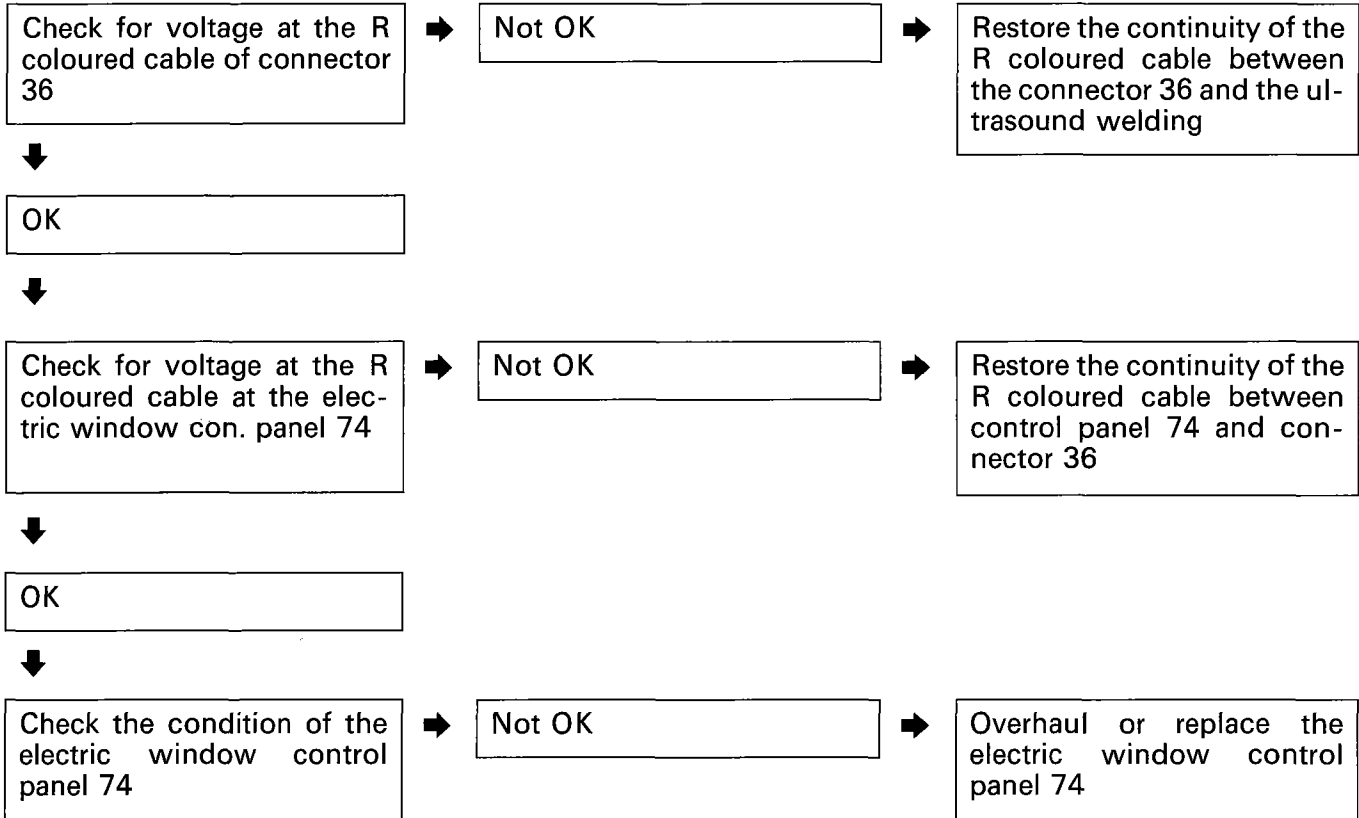 Check for voltage at the R
coloured cable of connector
36
Not OK
Restore the continuity of the
R coloured cable between
the connector 36 and the ul-
trasound welding
OK
Check for voltage at the R
coloured cable at the elec-
tric window con. panel 74
Not OK
Restore the continuity of the
R coloured cable between
control panel 74 and con-
nector 36
OK
Check the condition of the
electric window control
panel 74
Not OK
Overhaul or replace the
electric window control
panel 74